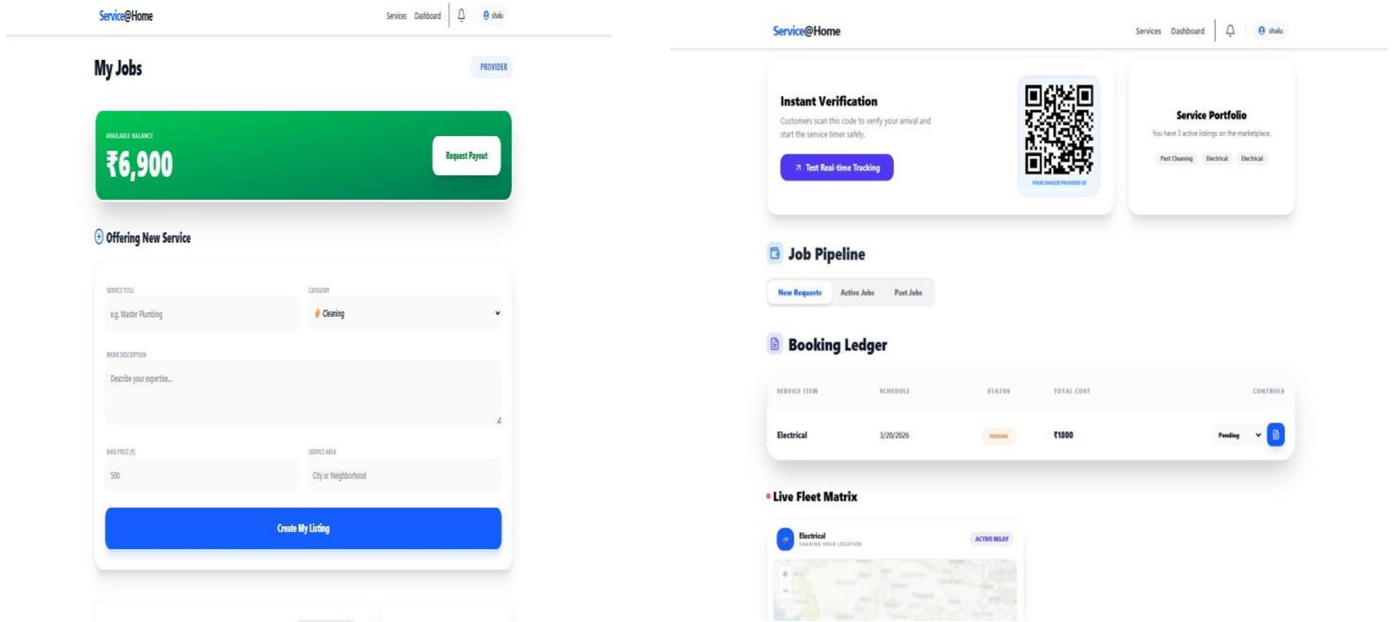 Service@Home
Services Dashboard shalu
My Jobs
PROVIDER
AVAILABLE BALANCE
₹6,900
Request Payout
Offering New Service
SERVICE TITLE
CATEGORY
e.g. Master Plumbing
Cleaning
WORK DESCRIPTION
Describe your expertise...
BASE PRICE (₹)
SERVICE AREA
500
City or Neighborhood
Create My Listing
Service@Home
Services Dashboard shalu
Instant Verification
Customers scan this code to verify your arrival and
start the service timer safely.
Test Real-time Tracking
YOUR UNIQUE PROVIDER ID
Service Portfolio
You have 3 active listings on the marketplace.
Pest Cleaning Electrical Electrical
Job Pipeline
New Requests Active Jobs Past Jobs
Booking Ledger
SERVICE ITEM SCHEDULE STATUS TOTAL COST CONTROLS
Electrical 3/20/2026 PENDING ₹1800 Pending
Live Fleet Matrix
Electrical
SHARING YOUR LOCATION
ACTIVE RELAY